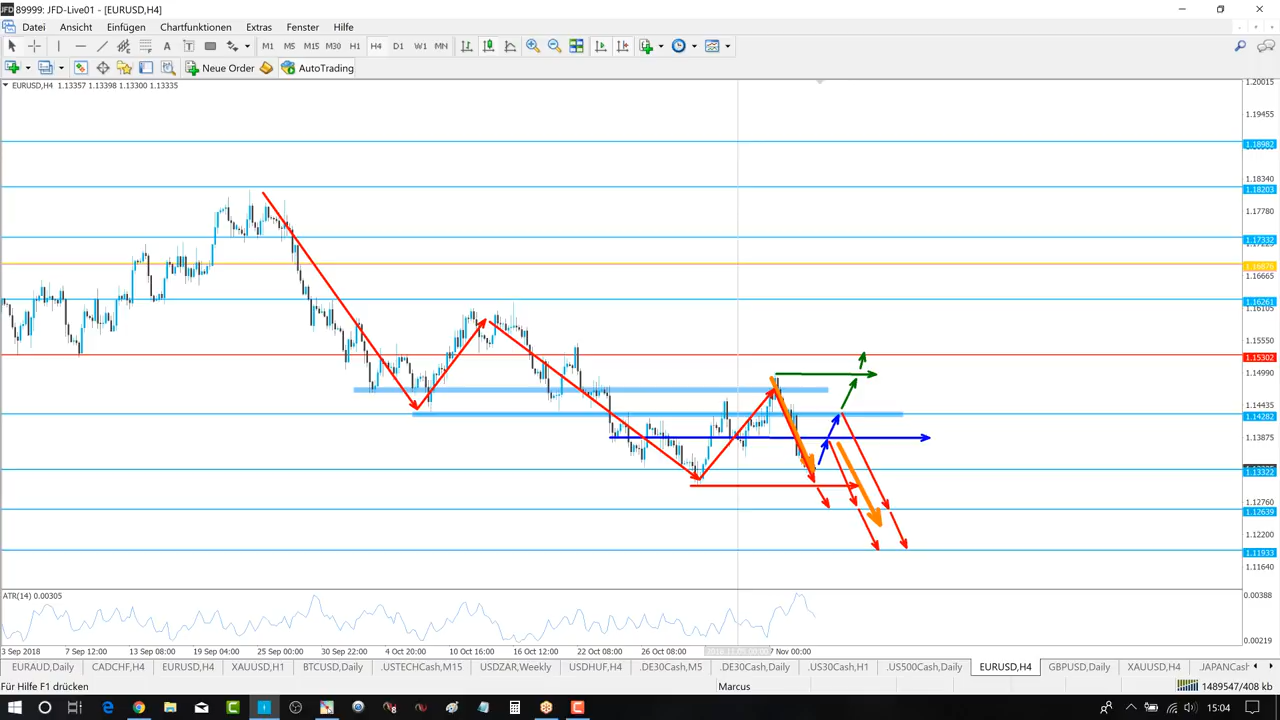 89999: JFD-Live01 - [EURUSD,H4]
Datei Ansicht Einfügen Chartfunktionen Extras Fenster Hilfe
M1 M5 M15 M30 H1 H4 D1 W1 MN
Neue Order AutoTrading
EURUSD,H4 1.13357 1.13398 1.13300 1.13335
1.20015
1.19455
1.18982
1.18340
1.18203
1.17780
1.17332
1.16676
1.16665
1.16261
1.16105
1.15550
1.15302
1.14990
1.14435
1.14282
1.13875
1.13322
1.12760
1.12639
1.12200
1.11933
1.11640
ATR(14) 0.00305
0.00388
0.00219
3 Sep 2018 7 Sep 12:00 13 Sep 08:00 19 Sep 04:00 25 Sep 00:00 30 Sep 22:00 4 Oct 20:00 10 Oct 16:00 16 Oct 12:00 22 Oct 08:00 26 Oct 08:00 2018.11.05 01:00 7 Nov 00:00
EURAUD,Daily CADCHF,H4 EURUSD,H4 XAUUSD,H1 BTCUSD,Daily .USTECHCash,M15 USDZAR,Weekly USDHUF,H4 .DE30Cash,M5 .DE30Cash,Daily .US30Cash,H1 .US500Cash,Daily EURUSD,H4 GBPUSD,Daily XAUUSD,H4 .JAPANCash
Für Hilfe F1 drücken Marcus 1489547/408 kb
15:04